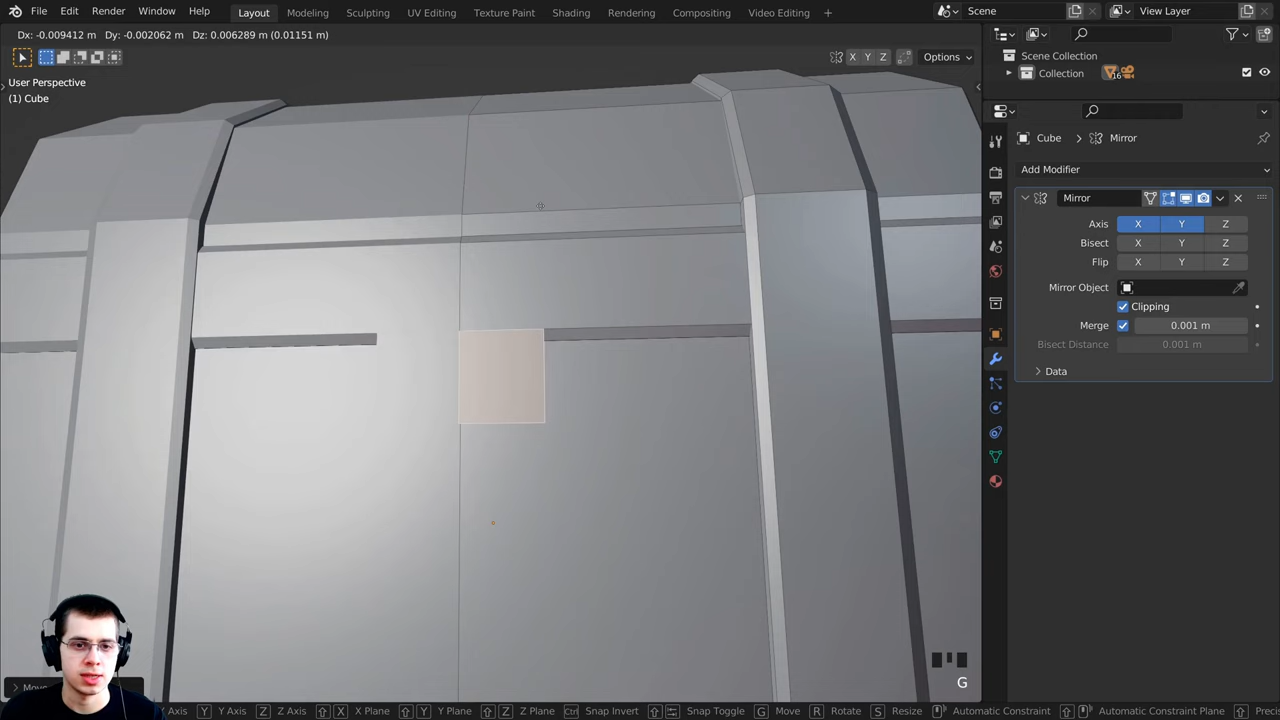 File Edit Render Window Help Layout Modeling Sculpting UV Editing Texture Paint Shading Rendering Compositing Video Editing + Scene View Layer
Dx: -0.009412 m Dy: -0.002062 m Dz: 0.006289 m (0.01151 m)
X Y Z Options
Scene Collection
Collection 16
User Perspective
(1) Cube
Cube > Mirror
Add Modifier
Mirror
Axis X Y Z
Bisect X Y Z
Flip X Y Z
Mirror Object
Clipping
Merge 0.001 m
Bisect Distance 0.001 m
Data
G
Move
X Axis Y Y Axis Z Z Axis X X Plane Y Y Plane Z Z Plane Ctrl Snap Invert Snap Toggle G Move R Rotate S Resize Automatic Constraint Automatic Constraint Plane